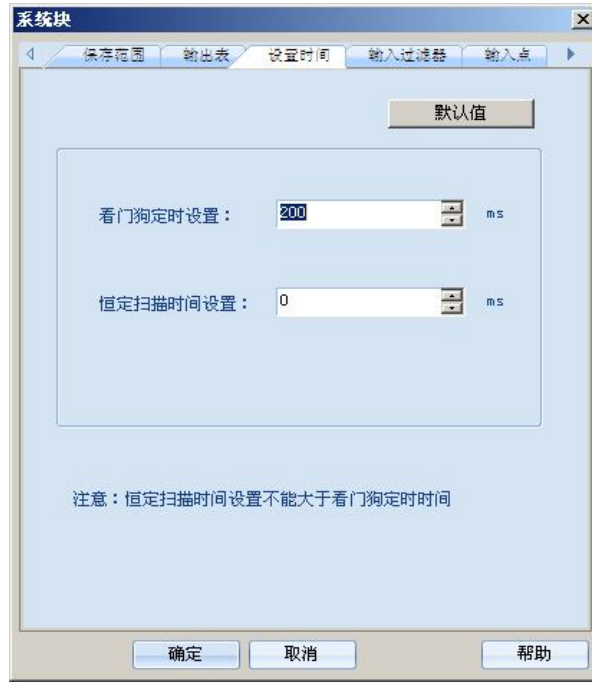 系统块
保存范围 输出表 设置时间 输入过滤器 输入点
默认值
看门狗定时设置： 200 ms
恒定扫描时间设置： 0 ms
注意：恒定扫描时间设置不能大于看门狗定时时间
确定 取消 帮助